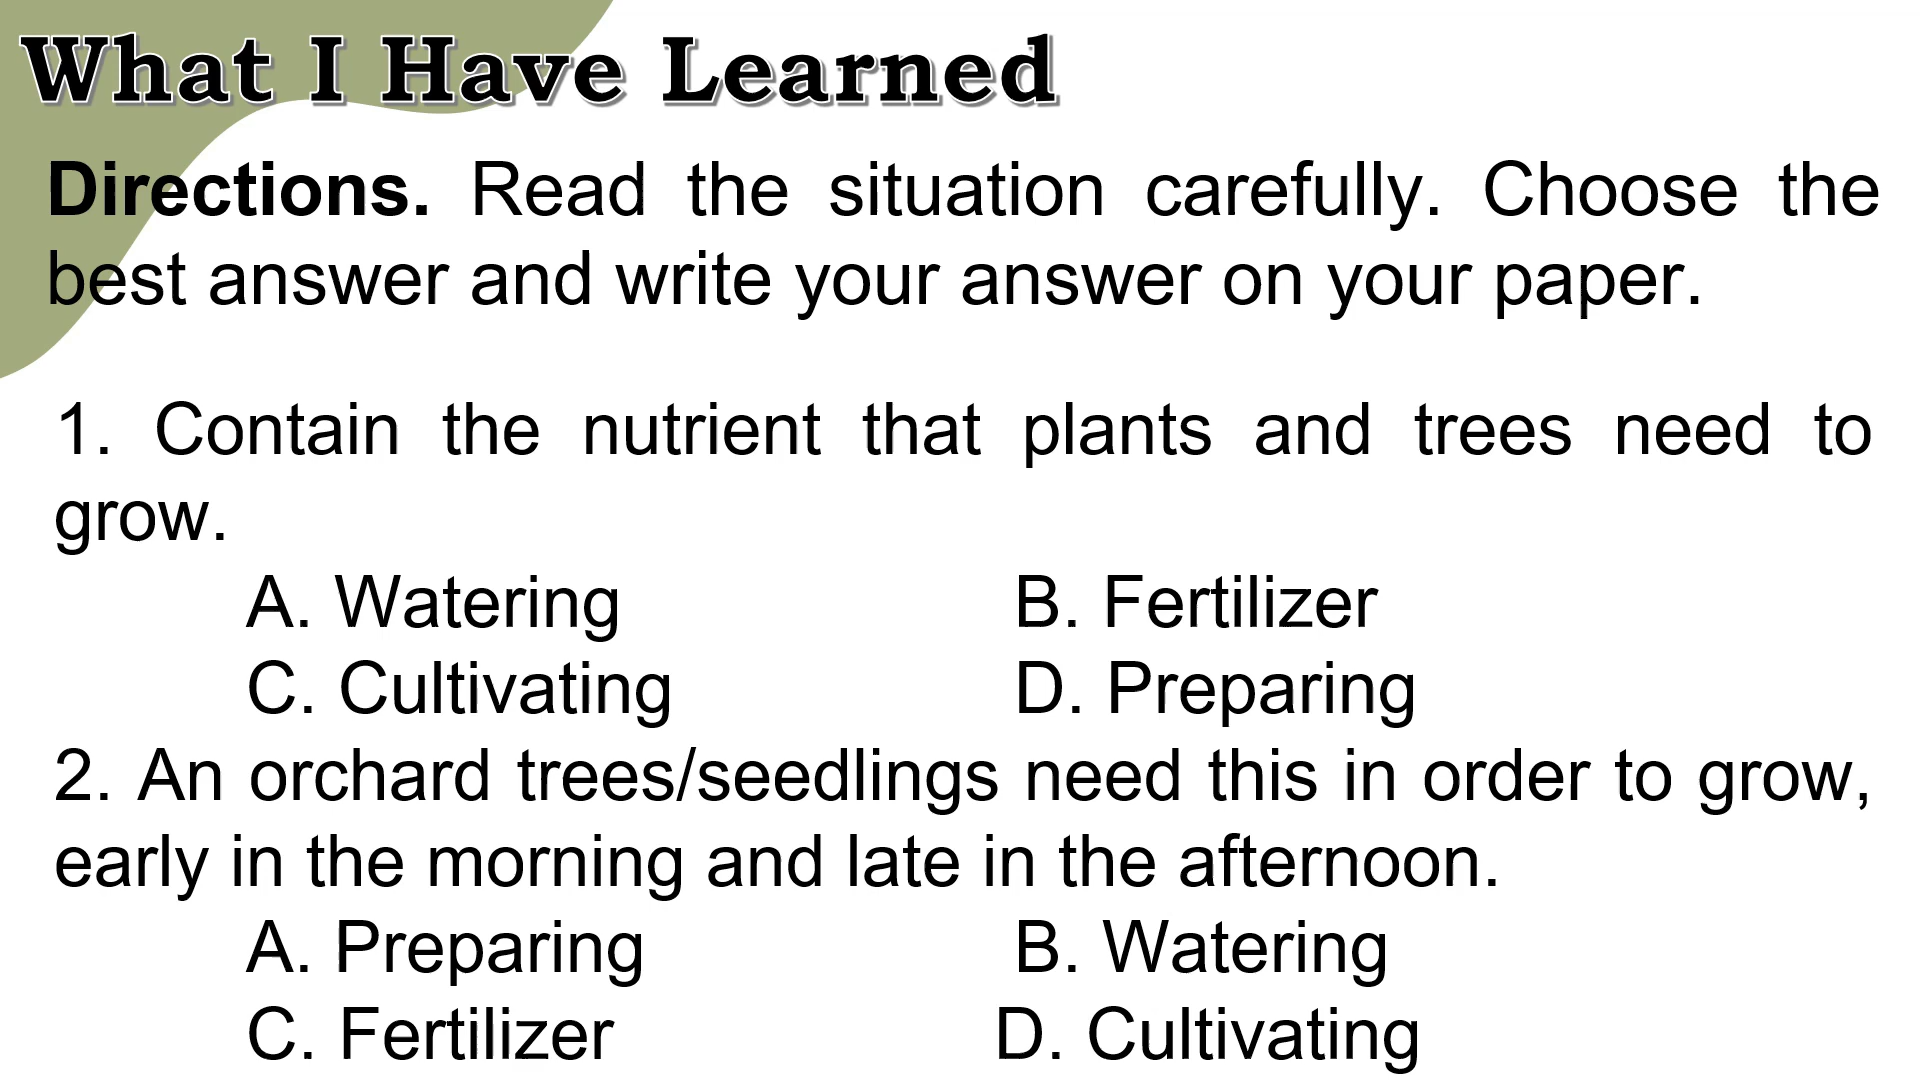 What I Have Learned
Directions. Read the situation carefully. Choose the
best answer and write your answer on your paper.
1. Contain the nutrient that plants and trees need to
grow.
A. Watering B. Fertilizer
C. Cultivating D. Preparing
2. An orchard trees/seedlings need this in order to grow,
early in the morning and late in the afternoon.
A. Preparing B. Watering
C. Fertilizer D. Cultivating